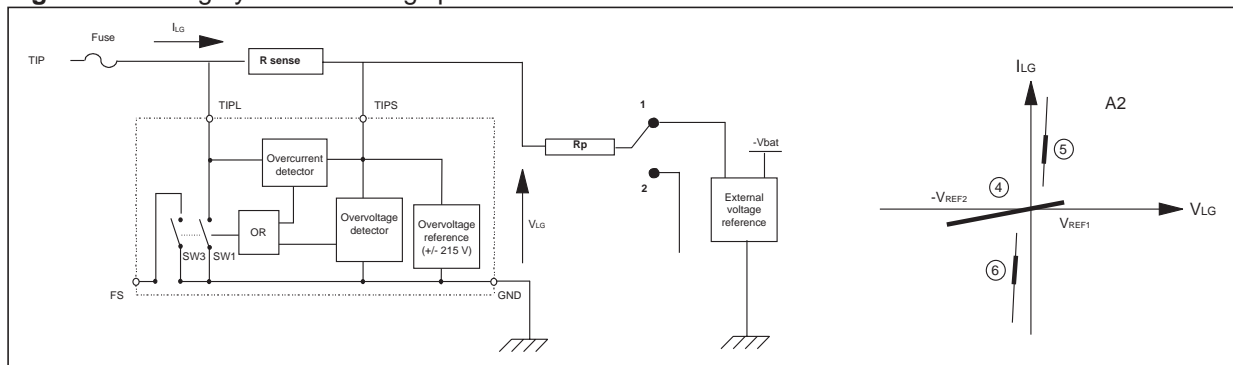 ILG
Fuse
TIP
R sense
TIPL
TIPS
1
Rp
-Vbat
2
Overcurrent
detector
OR
Overvoltage
detector
Overvoltage
reference
(+/- 215 V)
SW3
SW1
FS
GND
VLG
External
voltage
reference
ILG
A2
5
4
-VREF2
VREF1
VLG
6